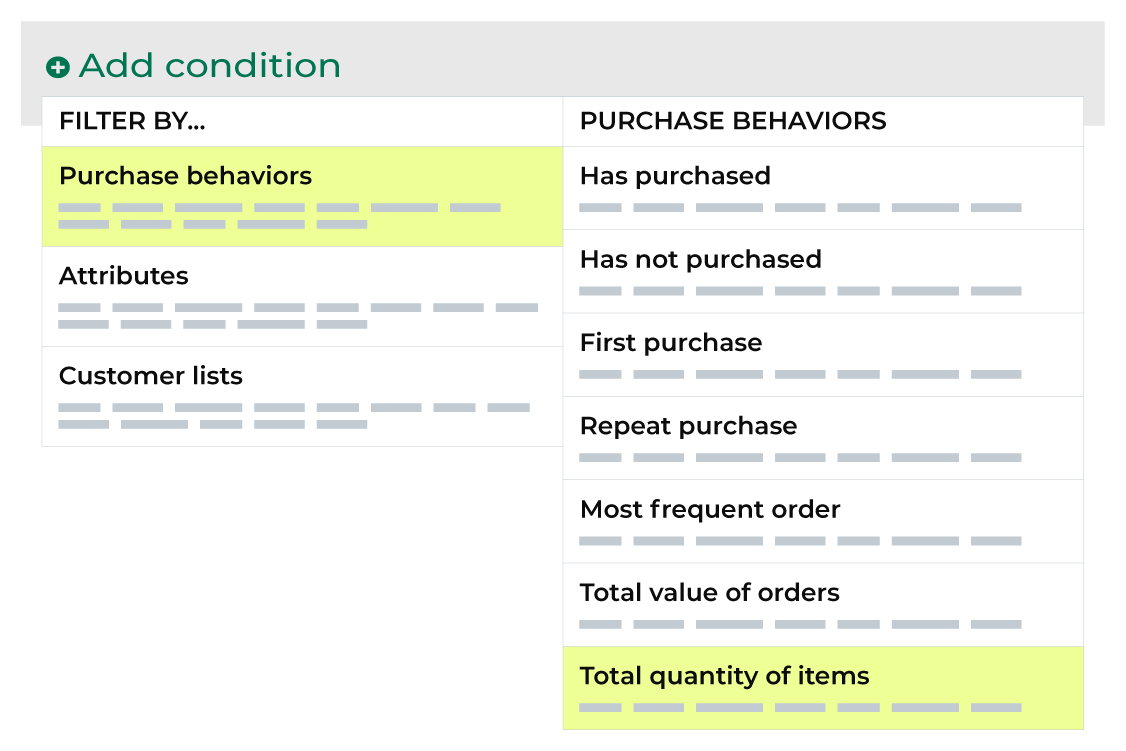 Add condition
FILTER BY...
Purchase behaviors
Attributes
Customer lists
PURCHASE BEHAVIORS
Has purchased
Has not purchased
First purchase
Repeat purchase
Most frequent order
Total value of orders
Total quantity of items